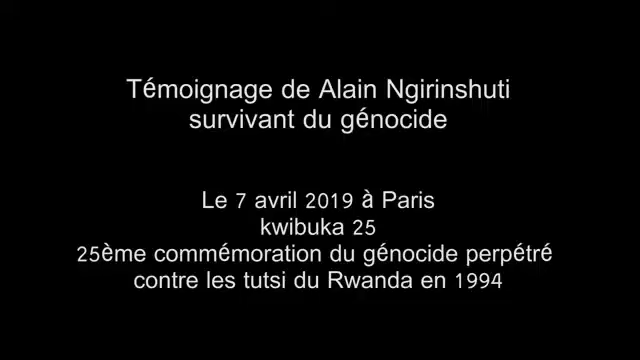 Témoignage de Alain Ngirinshuti
survivant du génocide
Le 7 avril 2019 à Paris
kwibuka 25
25ème commémoration du génocide perpétré
contre les tutsi du Rwanda en 1994